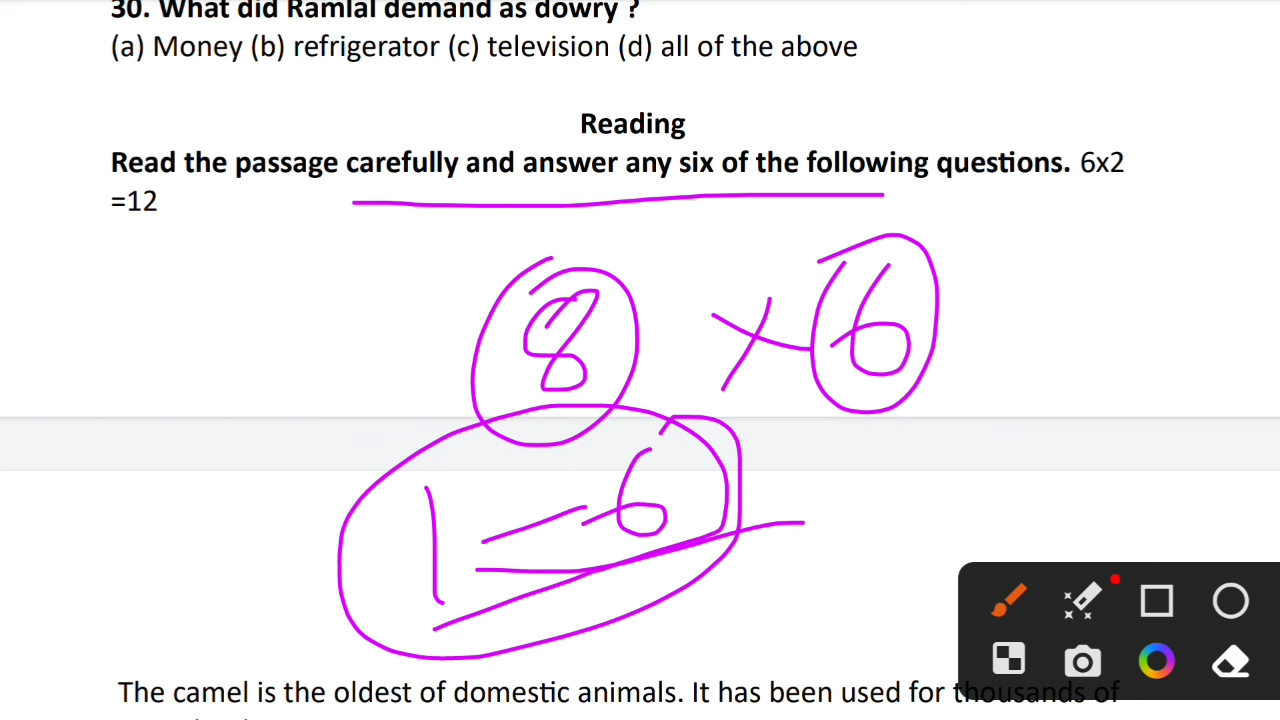 30. What did Ramlal demand as dowry ?
(a) Money (b) refrigerator (c) television (d) all of the above
Reading
Read the passage carefully and answer any six of the following questions. 6x2
=12
8 × 6
1 = 6
The camel is the oldest of domestic animals. It has been used for thousands of